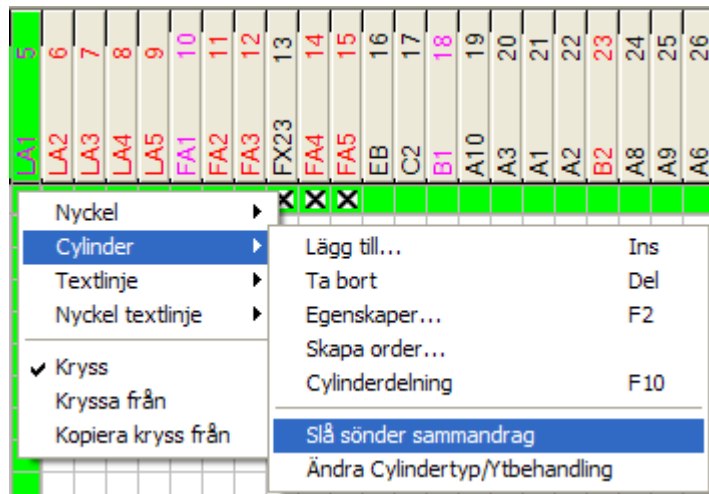 5 6 7 8 9 10 11 12 13 14 15 16 17 18 19 20 21 22 23 24 25 26
LA1 LA2 LA3 LA4 LA5 FA1 FA2 FA3 FX23 FA4 FA5 EB C2 B1 A10 A3 A1 A2 B2 A8 A9 A6
Nyckel
Cylinder
Textlinje
Nyckel textlinje
Kryss
Kryssa från
Kopiera kryss från
Lägg till... Ins
Ta bort Del
Egenskaper... F2
Skapa order...
Cylinderdelning F10
Slå sönder sammandrag
Ändra Cylindertyp/Ytbehandling